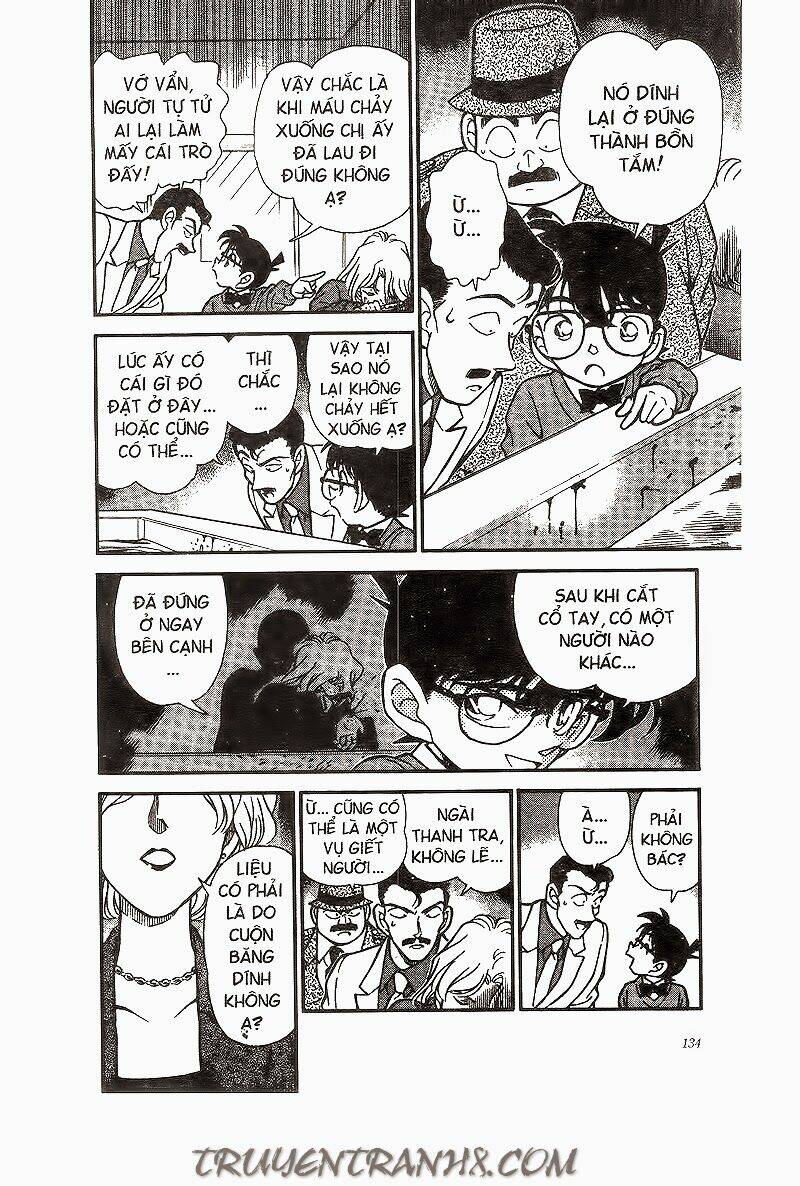 NÓ DÍNH
LẠI Ở ĐÚNG
THÀNH BỒN
TẮM!
Ừ...
Ừ...
VẬY CHẮC LÀ
KHI MÁU CHẢY
XUỐNG CHỊ ẤY
ĐÃ LAU ĐI
ĐÚNG KHÔNG
Ạ?
VỚ VẨN,
NGƯỜI TỰ TỬ
AI LẠI LÀM
MẤY CÁI TRÒ
ĐẤY!
VẬY TẠI
SAO NÓ
LẠI KHÔNG
CHẢY HẾT
XUỐNG Ạ?
THÌ
CHẮC
...
LÚC ẤY CÓ
CÁI GÌ ĐÓ
ĐẶT Ở ĐÂY...
HOẶC CŨNG
CÓ THỂ...
SAU KHI CẮT
CỔ TAY, CÓ MỘT
NGƯỜI NÀO
KHÁC...
ĐÃ ĐỨNG
Ở NGAY
BÊN CẠNH
...
PHẢI
KHÔNG
BÁC?
À...
Ừ...
NGÀI
THANH TRA,
KHÔNG LẼ...
Ừ... CŨNG CÓ
THỂ LÀ MỘT
VỤ GIẾT
NGƯỜI...
LIỆU
CÓ PHẢI
LÀ DO
CUỘN
BĂNG
DÍNH
KHÔNG
Ạ?
134
TRUYENTRANH8.COM